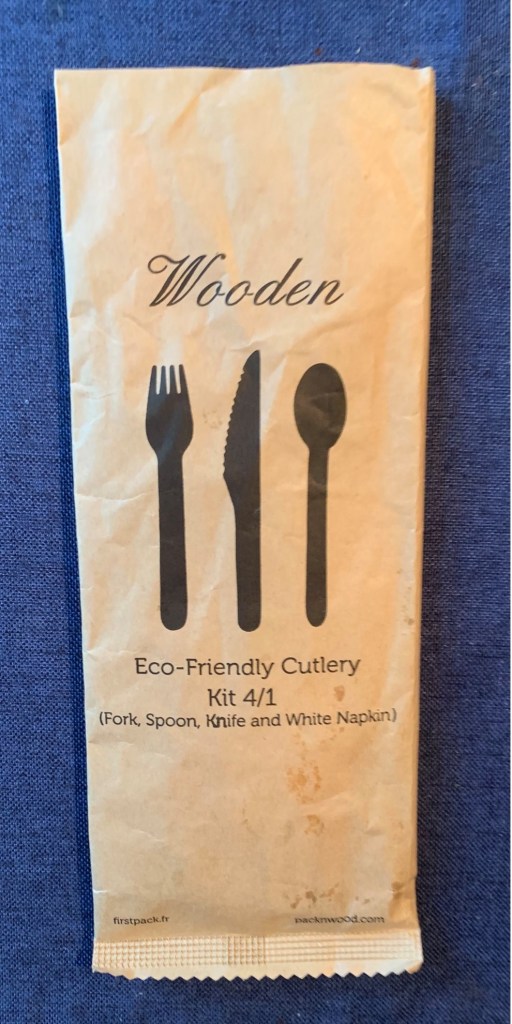 Wooden
Eco-Friendly Cutlery
Kit 4/1
(Fork, Spoon, Knife and White Napkin)
firstpack.fr
packnwood.com